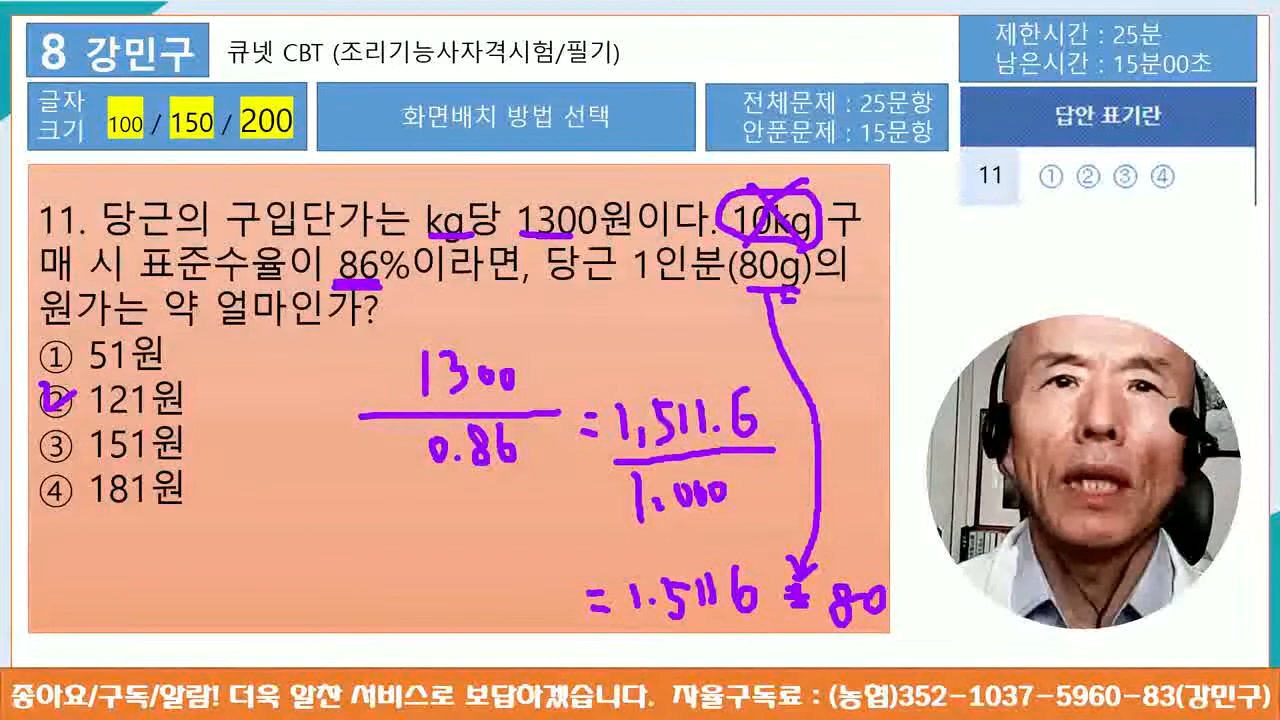 8 강민구
큐넷 CBT (조리기능사자격시험/필기)
제한시간 : 25분
남은시간 : 15분00초
글자
크기
100 / 150 / 200
화면배치 방법 선택
전체문제 : 25문항
안푼문제 : 15문항
답안 표기란
11 ① ② ③ ④
11. 당근의 구입단가는 kg당 1300원이다. 10kg 구
매 시 표준수율이 86%이라면, 당근 1인분(80g)의
원가는 약 얼마인가?
① 51원
② 121원
③ 151원
④ 181원
1300
0.86
= 1,511.6
1.000
= 1.5116 × 80
종아요/구독/알람! 더욱 알찬 서비스로 보답하겠습니다. 자율구독료 : (농협)352-1037-5960-83(강민구)